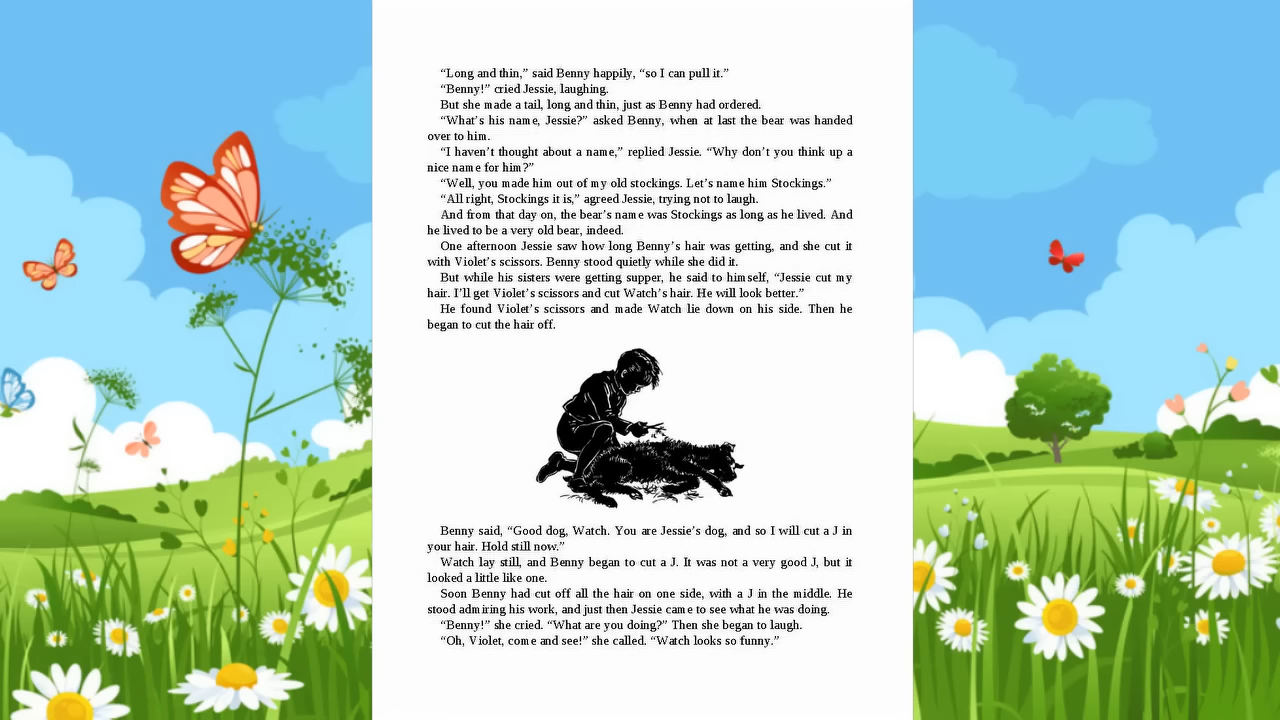 “Long and thin,” said Benny happily, “so I can pull it.”
“Benny!” cried Jessie, laughing.
But she made a tail, long and thin, just as Benny had ordered.
“What’s his name, Jessie?” asked Benny, when at last the bear was handed
over to him.
“I haven’t thought about a name,” replied Jessie. “Why don’t you think up a
nice name for him?”
“Well, you made him out of my old stockings. Let’s name him Stockings.”
“All right, Stockings it is,” agreed Jessie, trying not to laugh.
And from that day on, the bear’s name was Stockings as long as he lived. And
he lived to be a very old bear, indeed.
One afternoon Jessie saw how long Benny’s hair was getting, and she cut it
with Violet’s scissors. Benny stood quietly while she did it.
But while his sisters were getting supper, he said to himself, “Jessie cut my
hair. I’ll get Violet’s scissors and cut Watch’s hair. He will look better.”
He found Violet’s scissors and made Watch lie down on his side. Then he
began to cut the hair off.
Benny said, “Good dog, Watch. You are Jessie’s dog, and so I will cut a J in
your hair. Hold still now.”
Watch lay still, and Benny began to cut a J. It was not a very good J, but it
looked a little like one.
Soon Benny had cut off all the hair on one side, with a J in the middle. He
stood admiring his work, and just then Jessie came to see what he was doing.
“Benny!” she cried. “What are you doing?” Then she began to laugh.
“Oh, Violet, come and see!” she called. “Watch looks so funny.”